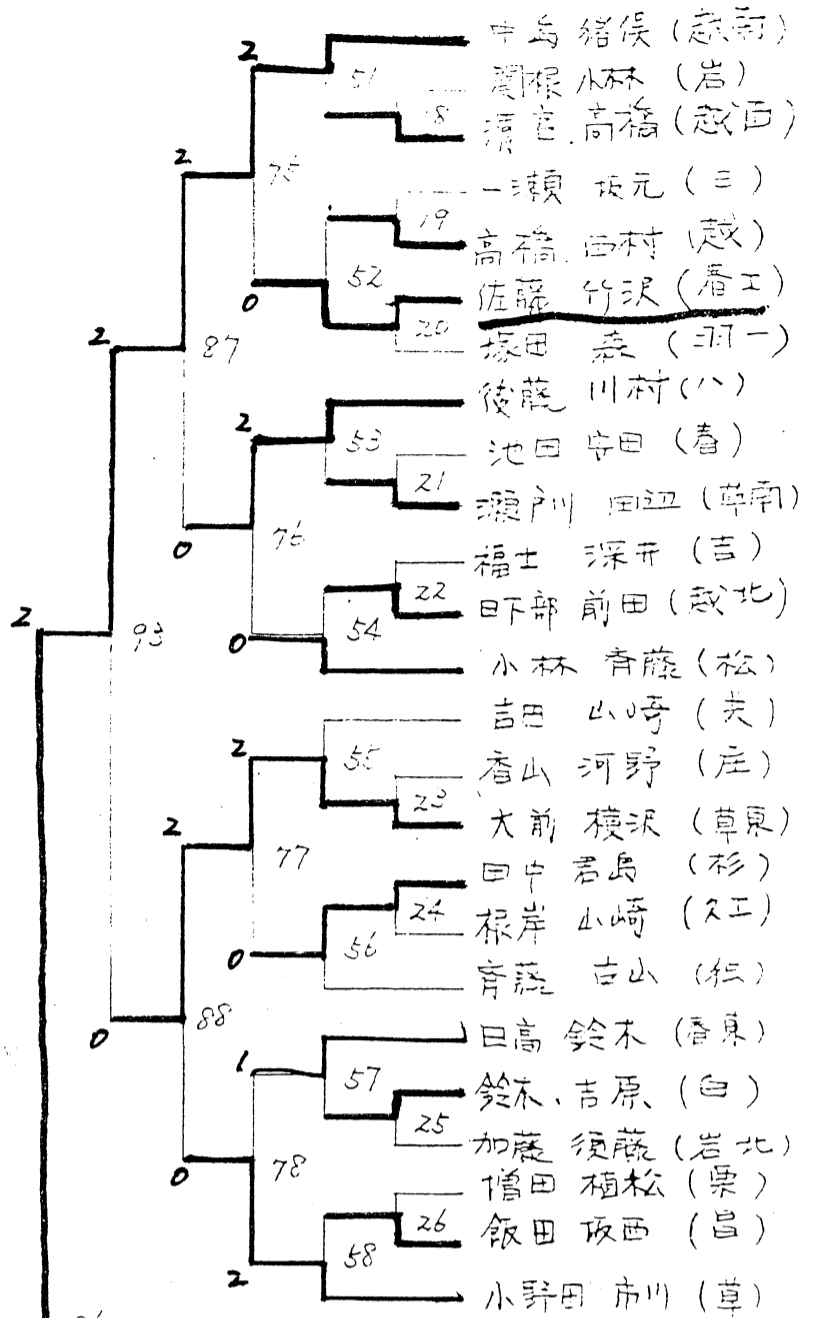 2
中島 猪俣 (越南)
51
関根 小林 (岩)
18
濱宮.高橋 (越西)
2
75
一瀬 坂元 (三)
19
高橋.西村 (越)
52
0
佐藤 竹沢 (春工)
20
塚田 森 (羽一)
2
87
後藤 川村 (八)
2
53
池田 安田 (春)
21
瀬戸川 田辺 (草南)
0
76
福士 深井 (吉)
22
日下部 前田 (越北)
2
93
0
54
小林 斉藤 (松)
吉田 山崎
2
55
香山 河野 (庄)
23
大前 横沢 (草東)
2
77
田中 君島 (杉)
24
根岸 山崎 (久工)
0
56
斉藤 古山
0
88
日高 鈴木 (春東)
1
57
鈴木、吉原 (白)
25
加藤 須藤 (岩北)
0
78
増田 植松 (栗)
26
飯田 坂西 (昌)
58
2
小野田 市川 (草)